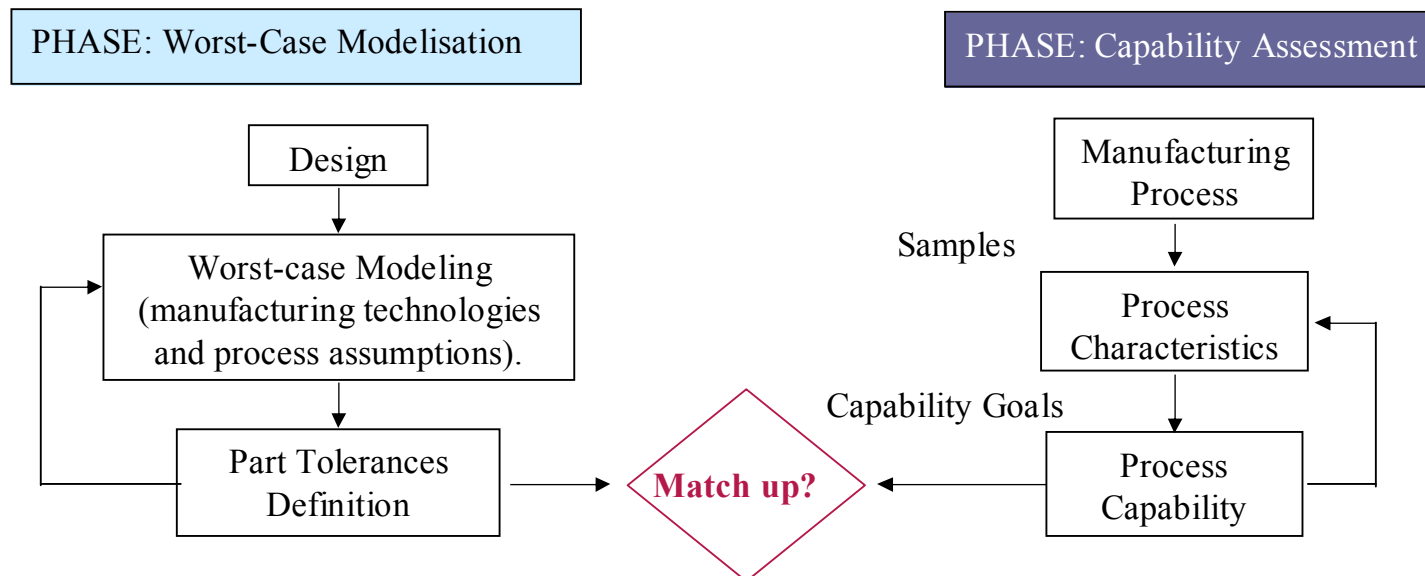 PHASE: Worst-Case Modelisation
PHASE: Capability Assessment
Design
Worst-case Modeling
(manufacturing technologies
and process assumptions).
Part Tolerances
Definition
Match up?
Manufacturing
Process
Samples
Process
Characteristics
Capability Goals
Process
Capability